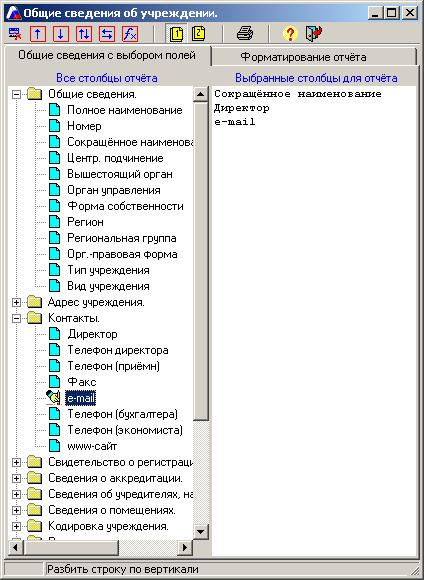 Общие сведения об учреждении.
Общие сведения с выбором полей
Форматирование отчёта
Все столбцы отчёта
Выбранные столбцы для отчёта
Общие сведения.
Полное наименование
Номер
Сокращённое наименова
Центр. подчинение
Вышестоящий орган
Орган управления
Форма собственности
Регион
Региональная группа
Орг.-правовая форма
Тип учреждения
Вид учреждения
Адрес учреждения.
Контакты.
Директор
Телефон директора
Телефон (приёмн)
Факс
e-mail
Телефон (бухгалтера)
Телефон (экономиста)
www-сайт
Свидетельство о регистраци
Сведения о аккредитации.
Сведения об учредителях, на
Сведения о помещениях.
Кодировка учреждения.
Сокращённое наименование
Директор
e-mail
Разбить строку по вертикали